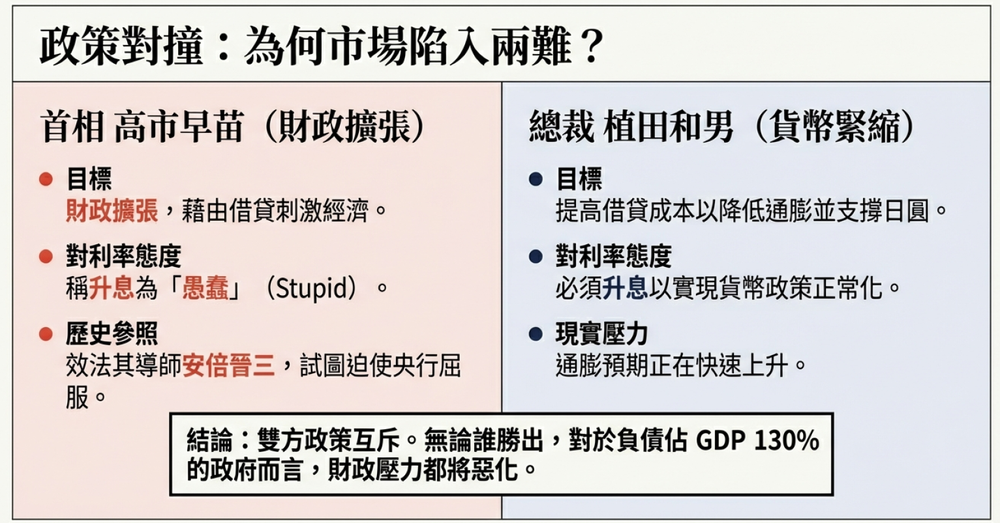 政策對撞：為何市場陷入兩難？
首相 高市早苗（財政擴張）
目標
財政擴張，藉由借貸刺激經濟。
對利率態度
稱升息為「愚蠢」（Stupid）。
歷史參照
效法其導師安倍晉三，試圖迫使央行屈
服。
總裁 植田和男（貨幣緊縮）
目標
提高借貸成本以降低通膨並支撐日圓。
對利率態度
必須升息以實現貨幣政策正常化。
現實壓力
通膨預期正在快速上升。
結論：雙方政策互斥。無論誰勝出，對於負債佔 GDP 130%
的政府而言，財政壓力都將惡化。